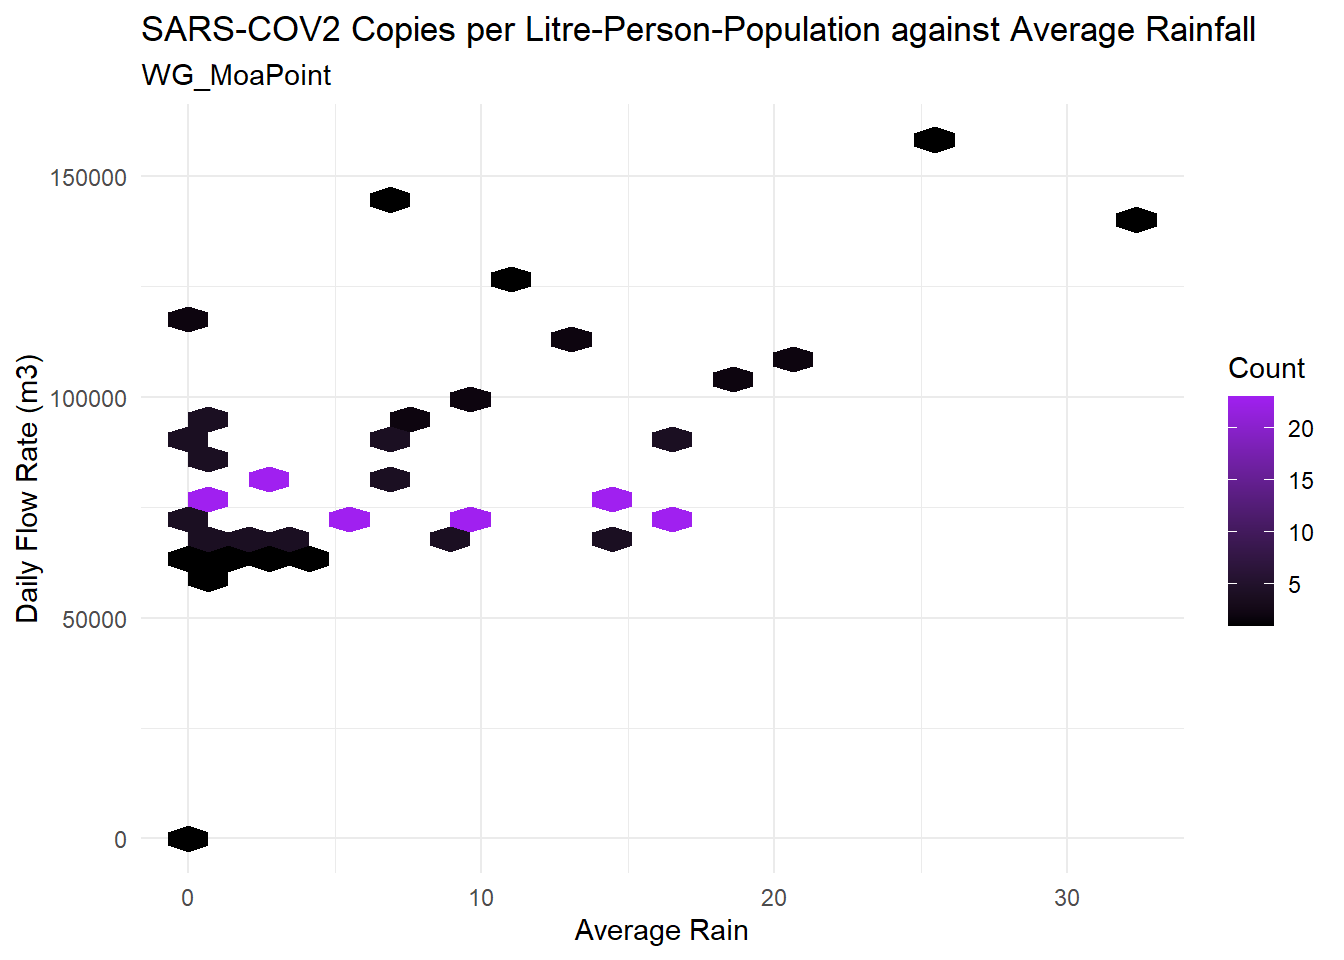 SARS-COV2 Copies per Litre-Person-Population against Average Rainfall
WG_MoaPoint
Daily Flow Rate (m3)
150000
100000
50000
0
0 10 20 30
Average Rain
Count
20
15
10
5